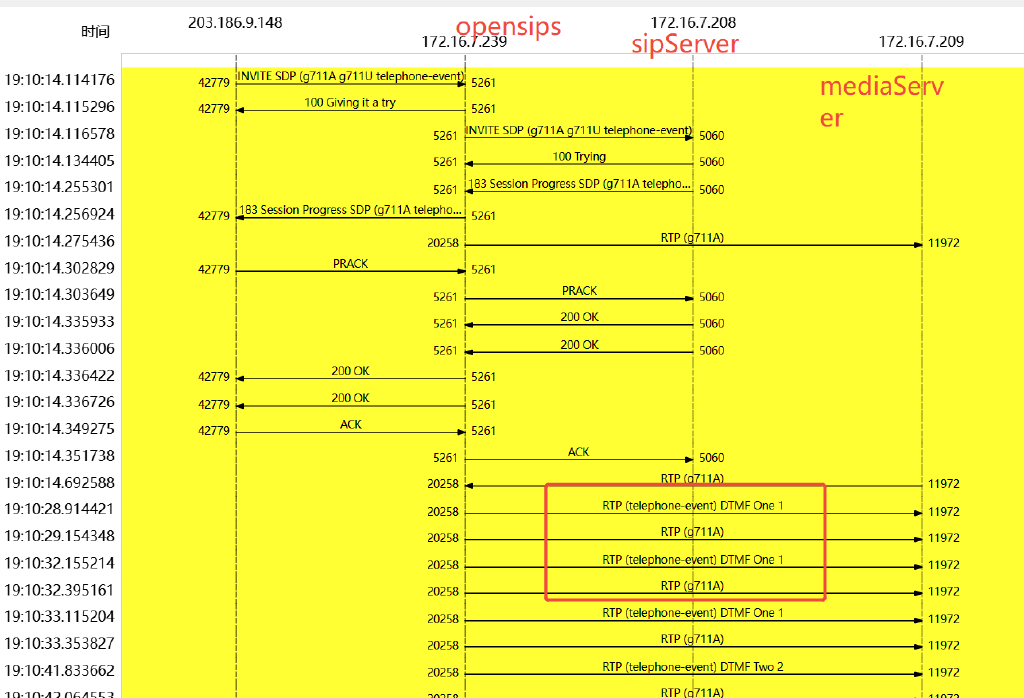 203.186.9.148
opensips
172.16.7.208
时间
172.16.7.239
sipServer
172.16.7.209
mediaServ
er
19:10:14.114176 42779 INVITE SDP (g711A g711U telephone-event) 5261
19:10:14.115296 42779 100 Giving it a try 5261
19:10:14.116578 5261 INVITE SDP (g711A g711U telephone-event) 5060
19:10:14.134405 5261 100 Trying 5060
19:10:14.255301 5261 183 Session Progress SDP (g711A telepho... 5060
19:10:14.256924 42779 183 Session Progress SDP (g711A telepho... 5261
19:10:14.275436 20258 RTP (g711A) 11972
19:10:14.302829 42779 PRACK 5261
19:10:14.303649 5261 PRACK 5060
19:10:14.335933 5261 200 OK 5060
19:10:14.336006 5261 200 OK 5060
19:10:14.336422 42779 200 OK 5261
19:10:14.336726 42779 200 OK 5261
19:10:14.349275 42779 ACK 5261
19:10:14.351738 5261 ACK 5060
19:10:14.692588 20258 RTP (g711A) 11972
19:10:28.914421 20258 RTP (telephone-event) DTMF One 1 11972
19:10:29.154348 20258 RTP (g711A) 11972
19:10:32.155214 20258 RTP (telephone-event) DTMF One 1 11972
19:10:32.395161 20258 RTP (g711A) 11972
19:10:33.115204 20258 RTP (telephone-event) DTMF One 1 11972
19:10:33.353827 20258 RTP (g711A) 11972
19:10:41.833662 20258 RTP (telephone-event) DTMF Two 2 11972
19:10:42.064553 20258 RTP (g711A) 11972